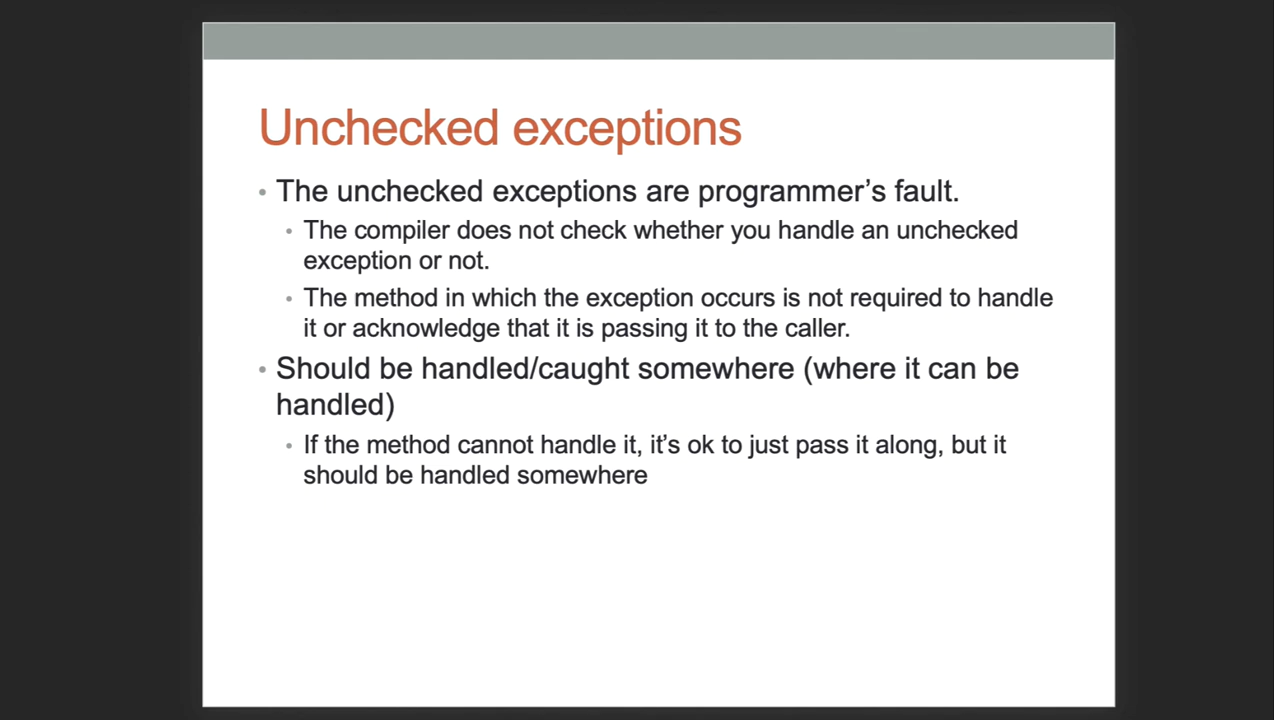 Unchecked exceptions
• The unchecked exceptions are programmer’s fault.
• The compiler does not check whether you handle an unchecked
exception or not.
• The method in which the exception occurs is not required to handle
it or acknowledge that it is passing it to the caller.
• Should be handled/caught somewhere (where it can be
handled)
• If the method cannot handle it, it’s ok to just pass it along, but it
should be handled somewhere